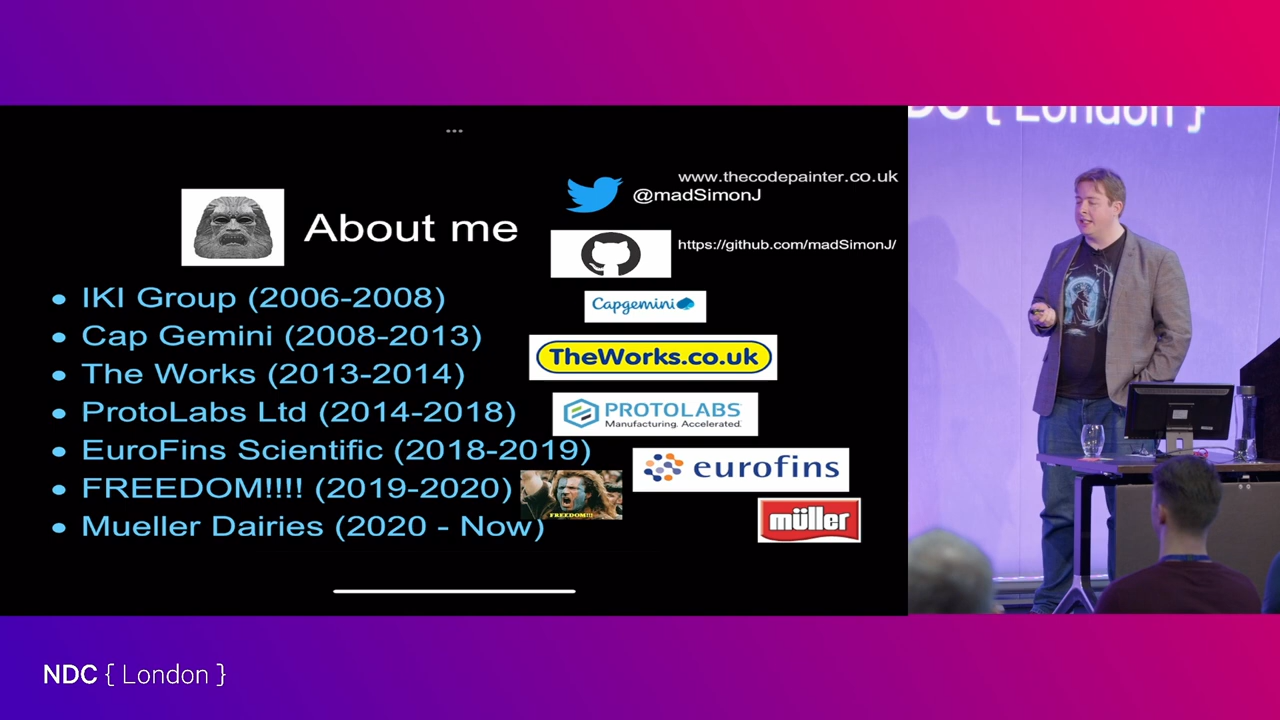 www.thecodepainter.co.uk
@madSimonJ
About me
https://github.com/madSimonJ/
• IKI Group (2006-2008)
Capgemini
• Cap Gemini (2008-2013)
TheWorks.co.uk
• The Works (2013-2014)
PROTOLABS
Manufacturing. Accelerated.
• ProtoLabs Ltd (2014-2018)
• EuroFins Scientific (2018-2019)
eurofins
• FREEDOM!!!! (2019-2020)
FREEDOM!!!
• Mueller Dairies (2020 - Now)
müller
{ London }
NDC { London }